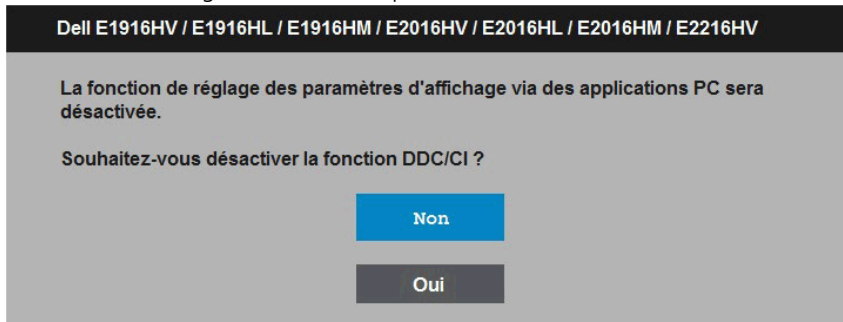 Dell E1916HV / E1916HL / E1916HM / E2016HV / E2016HL / E2016HM / E2216HV
La fonction de réglage des paramètres d'affichage via des applications PC sera
désactivée.
Souhaitez-vous désactiver la fonction DDC/CI ?
Non
Oui